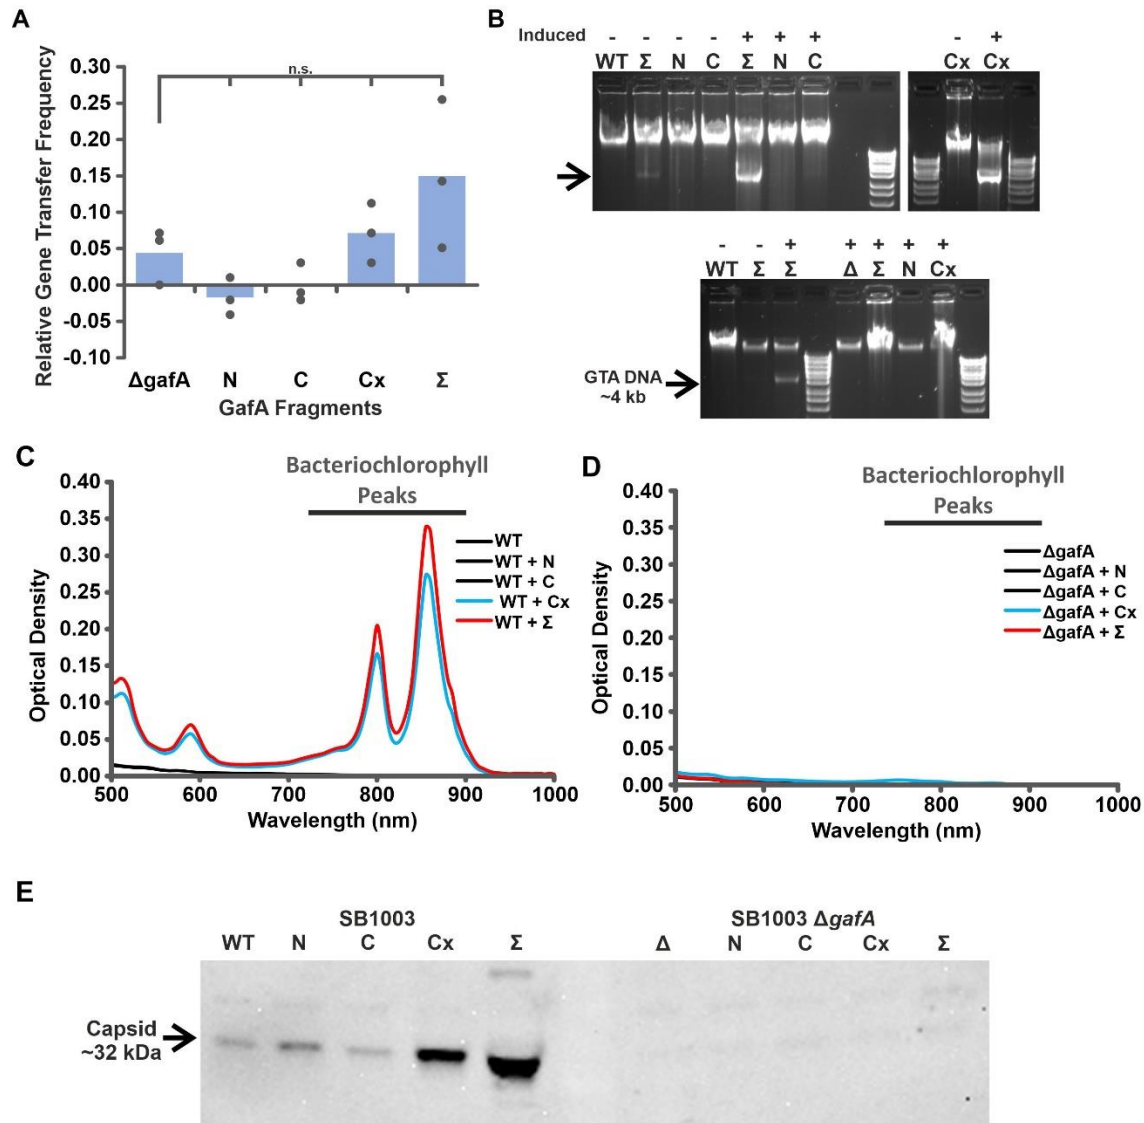 A
0.30
0.25
0.20
0.15
0.10
0.05
0.00
-0.05
-0.10
Relative Gene Transfer Frequency
n.s.
ΔgafA N C Cx Σ
GafA Fragments
B
Induced - - - - + + + - +
WT Σ N C Σ N C Cx Cx
- - + + + + +
WT Σ Σ Δ Σ N Cx
GTA DNA
~4 kb
C
Bacteriochlorophyll
Peaks
0.40
0.35
0.30
0.25
0.20
0.15
0.10
0.05
0.00
Optical Density
WT
WT + N
WT + C
WT + Cx
WT + Σ
500 600 700 800 900 1000
Wavelength (nm)
D
Bacteriochlorophyll
Peaks
0.40
0.35
0.30
0.25
0.20
0.15
0.10
0.05
0.00
Optical Density
ΔgafA
ΔgafA + N
ΔgafA + C
ΔgafA + Cx
ΔgafA + Σ
500 600 700 800 900 1000
Wavelength (nm)
E
SB1003 SB1003 ΔgafA
WT N C Cx Σ Δ N C Cx Σ
Capsid
~32 kDa